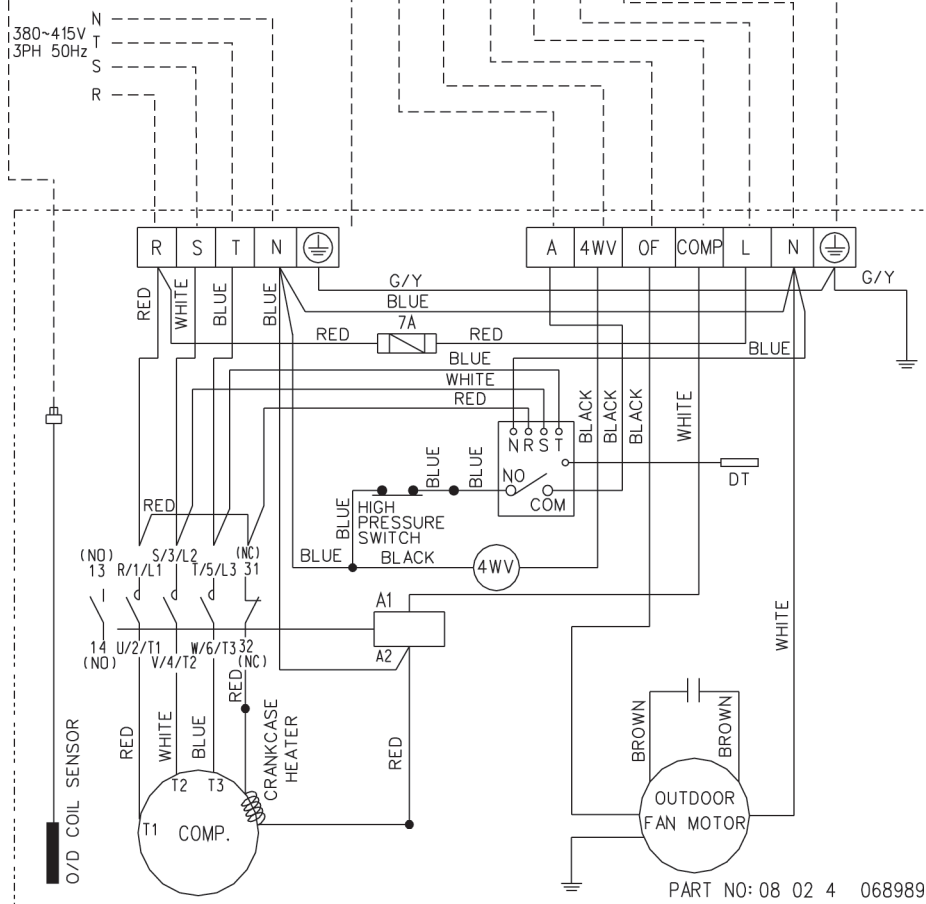 380~415V
3PH 50Hz
N
T
S
R
R S T N
A 4WV OF COMP L N
G/Y
G/Y
BLUE
RED
WHITE
BLUE
BLUE
7A
RED
RED
BLUE
BLUE
WHITE
RED
BLACK
BLACK
BLACK
WHITE
N R S T
NO
COM
DT
BLUE
BLUE
BLUE
HIGH
PRESSURE
SWITCH
RED
BLUE
BLACK
4WV
(NO)
13
R/1/L1
S/3/L2
T/5/L3
(NC)
31
A1
A2
14
(NO)
U/2/T1
V/4/T2
W/6/T3
32
(NC)
RED
WHITE
BLUE
RED
CRANKCASE
HEATER
RED
WHITE
BROWN
BROWN
T1
T2
T3
COMP.
OUTDOOR
FAN MOTOR
O/D COIL SENSOR
PART NO: 08 02 4 068989